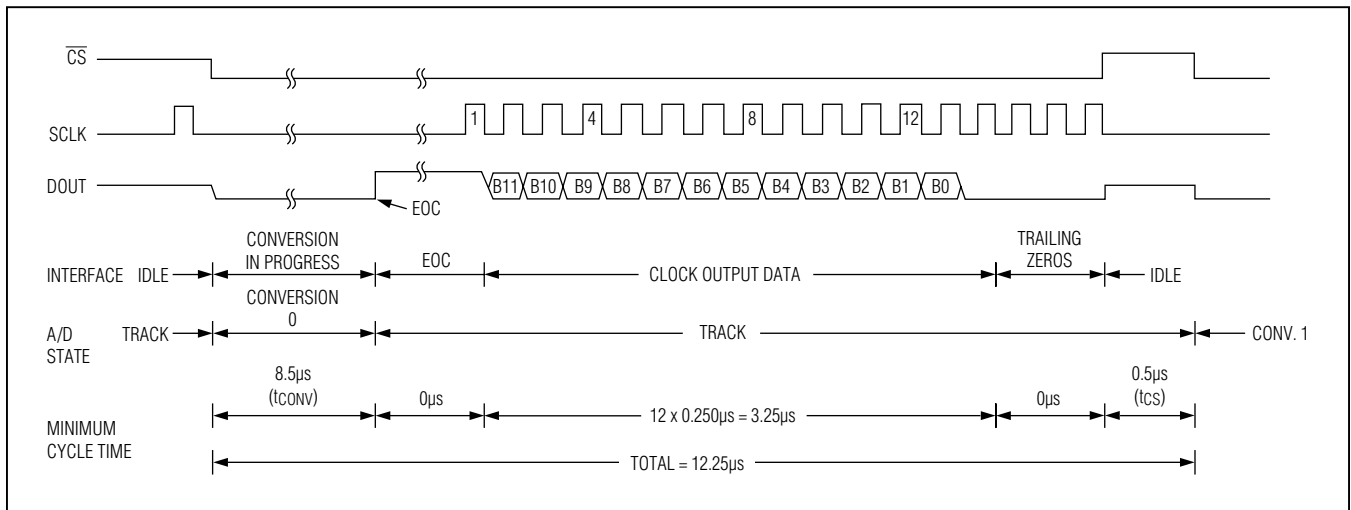 CS
SCLK
1 4 8 12
DOUT
B11 B10 B9 B8 B7 B6 B5 B4 B3 B2 B1 B0
EOC
INTERFACE IDLE
CONVERSION
IN PROGRESS
EOC
CLOCK OUTPUT DATA
TRAILING
ZEROS
IDLE
A/D
STATE
TRACK
CONVERSION
0
TRACK
CONV. 1
MINIMUM
CYCLE TIME
8.5µs
(tCONV)
0µs
12 x 0.250µs = 3.25µs
0µs
0.5µs
(tCS)
TOTAL = 12.25µs